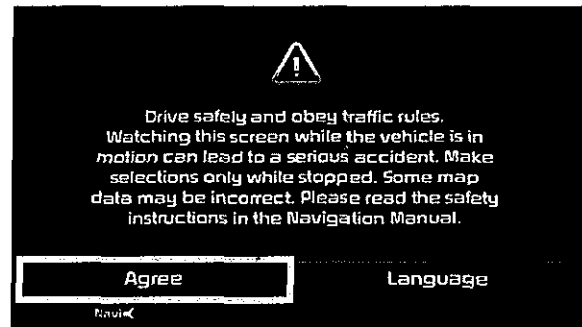 Drive safely and obey traffic rules.
Watching this screen while the vehicle is in
motion can lead to a serious accident. Make
selections only while stopped. Some map
data may be incorrect. Please read the safety
instructions in the Navigation Manual.
Agree
Language